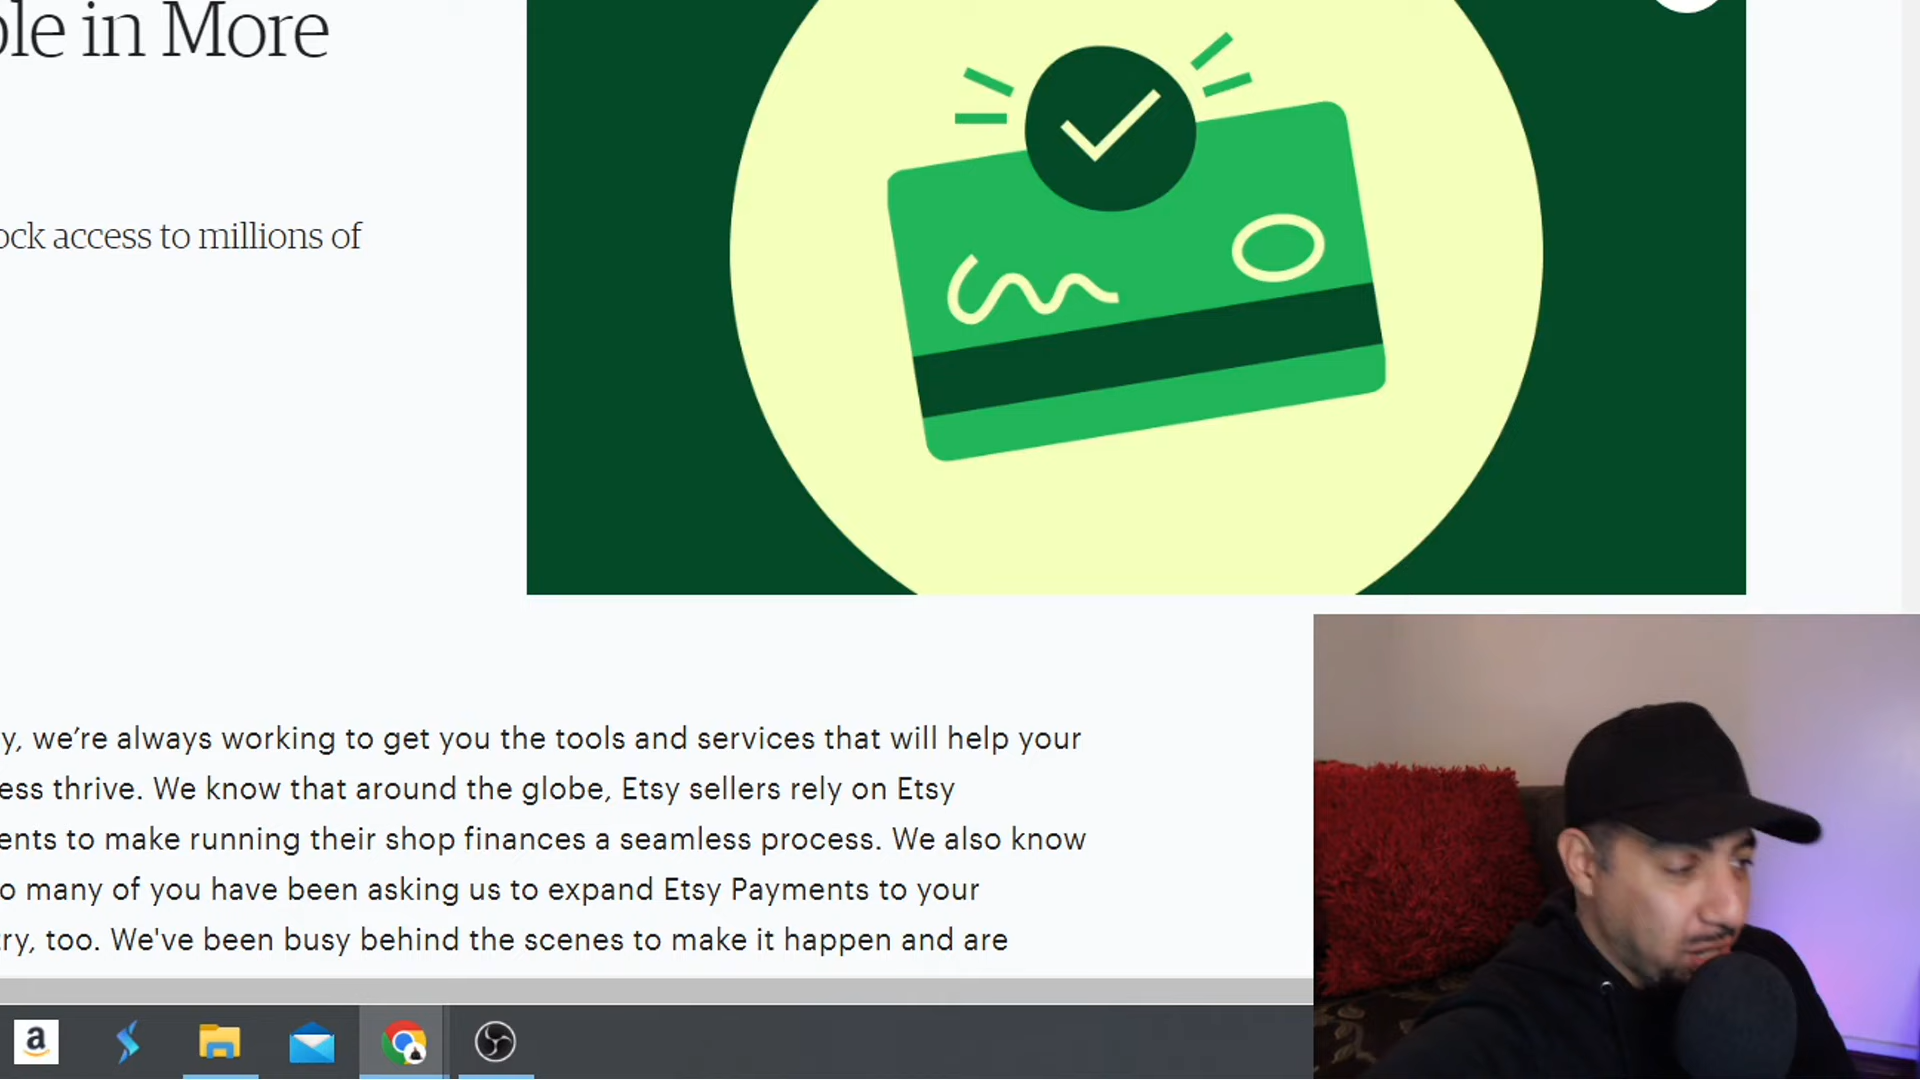 ble in More
ock access to millions of
y, we’re always working to get you the tools and services that will help your
ess thrive. We know that around the globe, Etsy sellers rely on Etsy
ents to make running their shop finances a seamless process. We also know
o many of you have been asking us to expand Etsy Payments to your
ry, too. We've been busy behind the scenes to make it happen and are
a